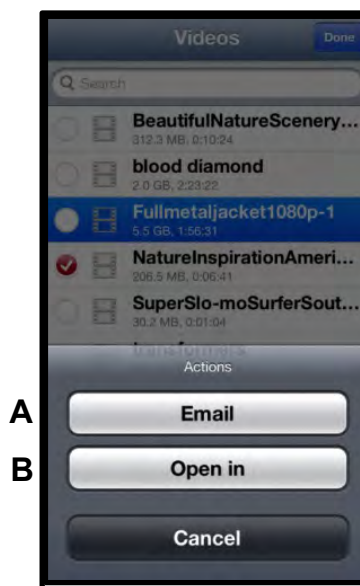 Videos Done
Search
BeautifulNatureScenery...
312.3 MB, 0:10:24
blood diamond
2.0 GB, 2:23:22
Fullmetaljacket1080p-1
5.5 GB, 1:56:31
NatureInspirationAmeri...
206.5 MB, 0:06:41
SuperSlo-moSurferSout...
30.2 MB, 0:01:04
transformers
Actions
A Email
B Open in
Cancel